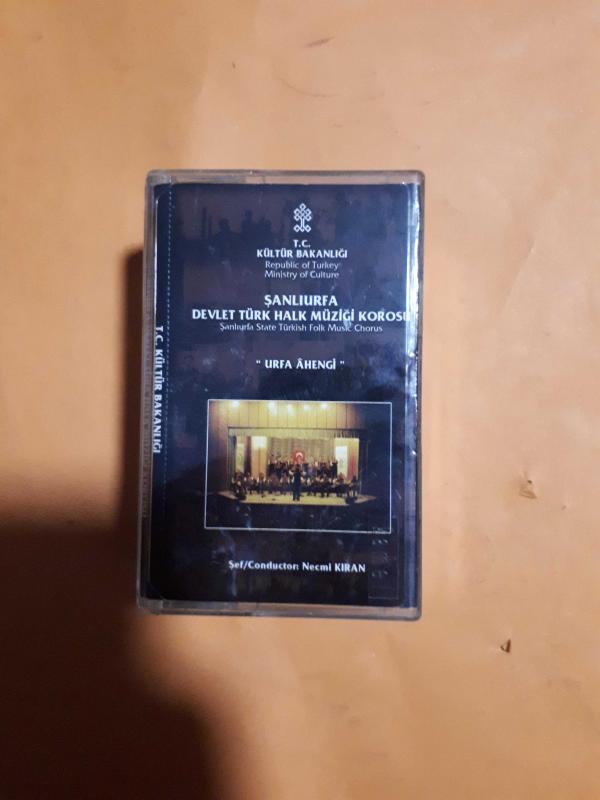 T.C.
KÜLTÜR BAKANLIĞI
Republic of Turkey
Ministry of Culture
ŞANLIURFA
DEVLET TÜRK HALK MÜZİĞİ KOROSU
Şanlıurfa State Türkish Folk Music Chorus
" URFA ÂHENGİ "
Şef/Conductor: Necmi KIRAN
T.C. KÜLTÜR BAKANLIĞI